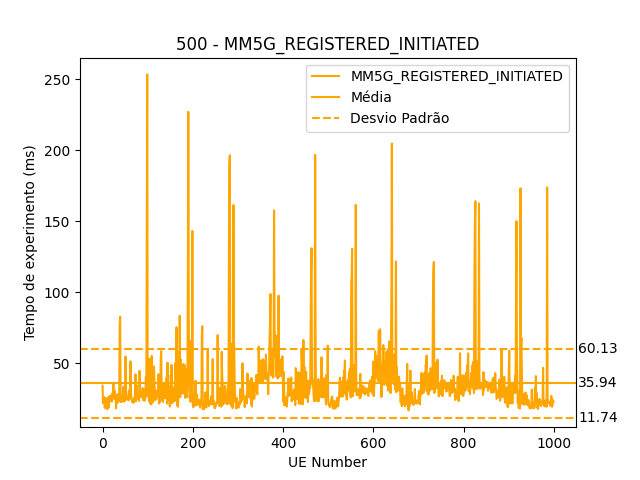 500 - MM5G_REGISTERED_INITIATED
MM5G_REGISTERED_INITIATED
Média
Desvio Padrão
Tempo de experimento (ms)
250
200
150
100
50
60.13
35.94
11.74
0 200 400 600 800 1000
UE Number